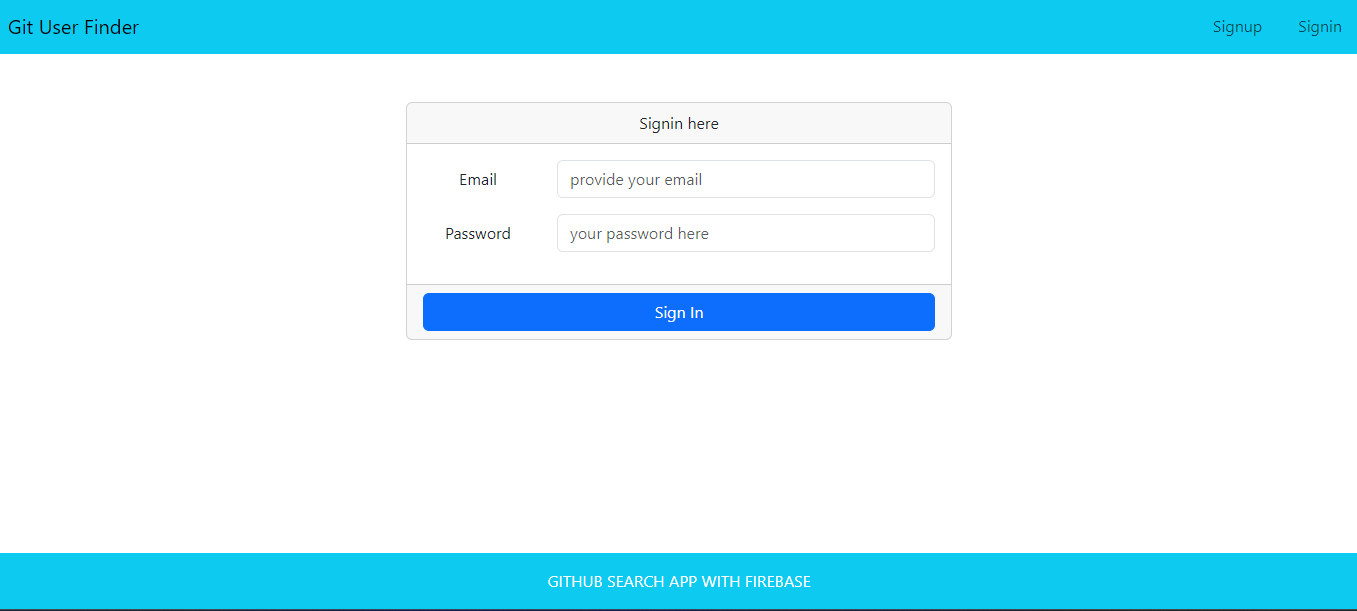 Git User Finder
Signup Signin
Signin here
Email provide your email
Password your password here
Sign In
GITHUB SEARCH APP WITH FIREBASE